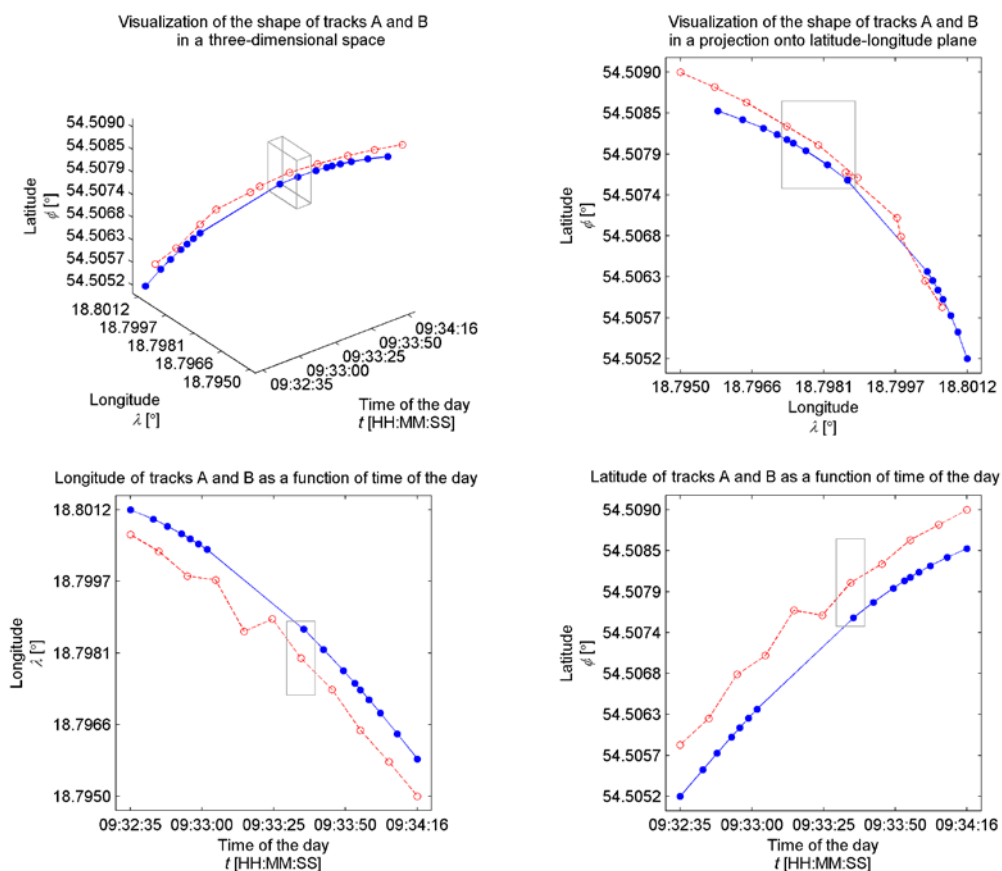 Visualization of the shape of tracks A and B
in a three-dimensional space
54.5090
54.5085
54.5079
54.5074
54.5068
54.5063
54.5057
54.5052
Latitude
ϕ [°]
18.8012
18.7997
18.7981
18.7966
18.7950
Longitude
λ [°]
09:32:35
09:33:00
09:33:25
09:33:50
09:34:16
Time of the day
t [HH:MM:SS]
Visualization of the shape of tracks A and B
in a projection onto latitude-longitude plane
54.5090
54.5085
54.5079
54.5074
54.5068
54.5063
54.5057
54.5052
Latitude
ϕ [°]
18.7950 18.7966 18.7981 18.7997 18.8012
Longitude
λ [°]
Longitude of tracks A and B as a function of time of the day
18.8012
18.7997
18.7981
18.7966
18.7950
Longitude
λ [°]
09:32:35 09:33:00 09:33:25 09:33:50 09:34:16
Time of the day
t [HH:MM:SS]
Latitude of tracks A and B as a function of time of the day
54.5090
54.5085
54.5079
54.5074
54.5068
54.5063
54.5057
54.5052
Latitude
ϕ [°]
09:32:35 09:33:00 09:33:25 09:33:50 09:34:16
Time of the day
t [HH:MM:SS]